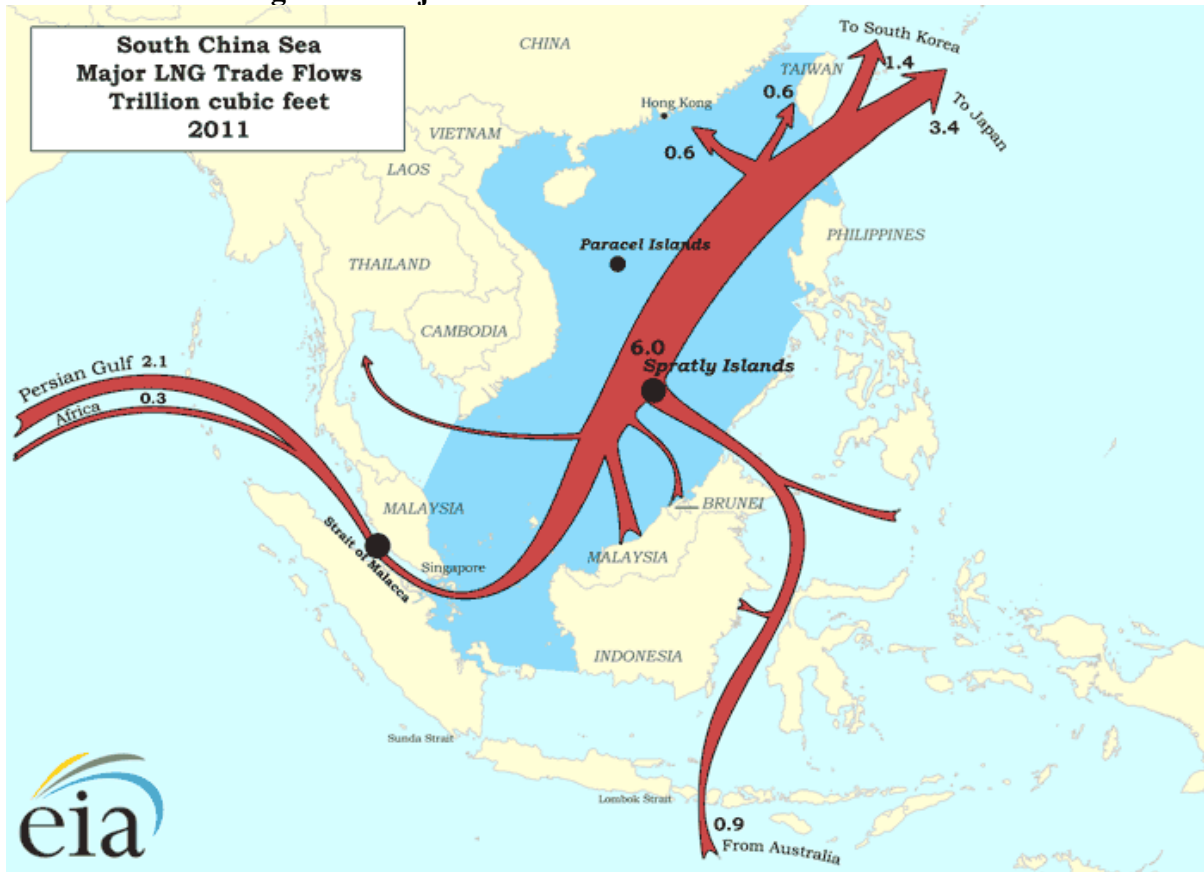 South China Sea
Major LNG Trade Flows
Trillion cubic feet
2011
CHINA
To South Korea
1.4
TAIWAN
0.6
To Japan
3.4
Hong Kong
0.6
VIETNAM
LAOS
Paracel Islands
PHILIPPINES
THAILAND
CAMBODIA
6.0
Spratly Islands
Persian Gulf 2.1
Africa 0.3
MALAYSIA
BRUNEI
Strait of Malacca
Singapore
MALAYSIA
INDONESIA
Sunda Strait
Lombok Strait
0.9
From Australia
eia